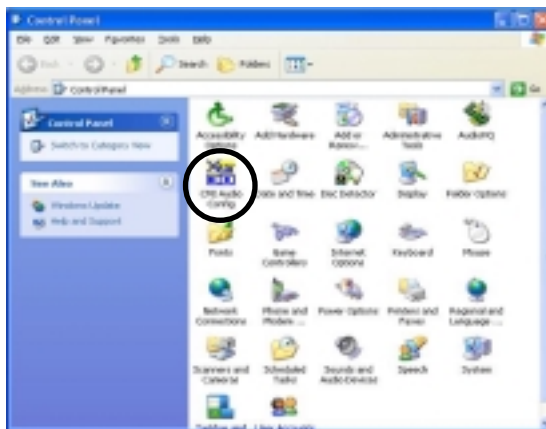 Control Panel
File Edit View Favorites Tools Help
Back Search Folders
Address Control Panel Go
Control Panel
Switch to Category View
See Also
Windows Update
Help and Support
Accessibility Options
Add Hardware
Add or Remov...
Administrative Tools
AudioHQ
Audio Config
Date and Time
Disc Detector
Display
Folder Options
Fonts
Game Controllers
Internet Options
Keyboard
Mouse
Network Connections
Phone and Modem ...
Power Options
Printers and Faxes
Regional and Language ...
Scanners and Cameras
Scheduled Tasks
Sounds and Audio Devices
Speech
System
Taskbar and
User Accounts